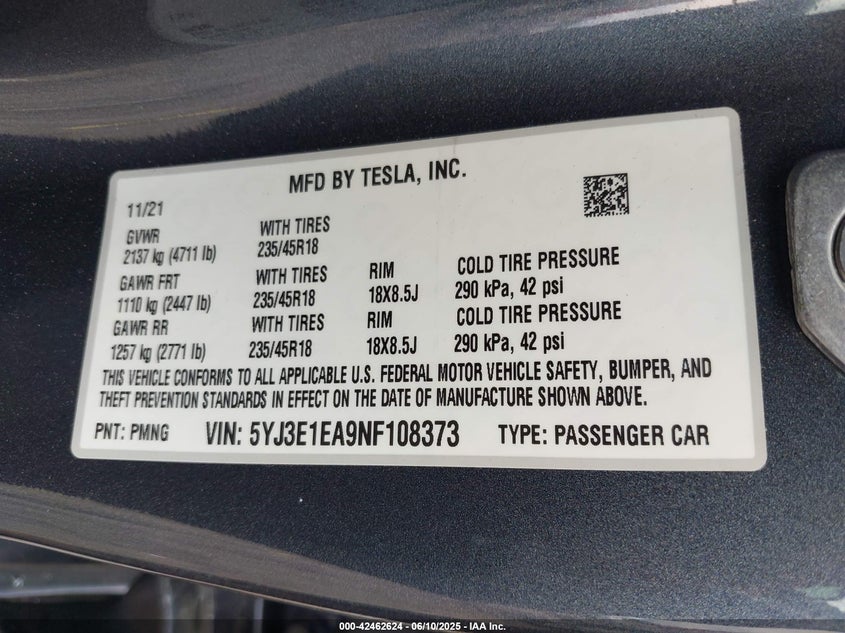 MFD BY TESLA, INC.
11/21
GVWR
2137 kg (4711 lb)
WITH TIRES
235/45R18
GAWR FRT
1110 kg (2447 lb)
WITH TIRES
235/45R18
RIM
18X8.5J
COLD TIRE PRESSURE
290 kPa, 42 psi
GAWR RR
1257 kg (2771 lb)
WITH TIRES
235/45R18
RIM
18X8.5J
COLD TIRE PRESSURE
290 kPa, 42 psi
THIS VEHICLE CONFORMS TO ALL APPLICABLE U.S. FEDERAL MOTOR VEHICLE SAFETY, BUMPER, AND
THEFT PREVENTION STANDARDS IN EFFECT ON THE DATE OF MANUFACTURE SHOWN ABOVE.
PNT: PMNG VIN: 5YJ3E1EA9NF108373 TYPE: PASSENGER CAR
000-42462624 - 06/10/2025 - IAA Inc.